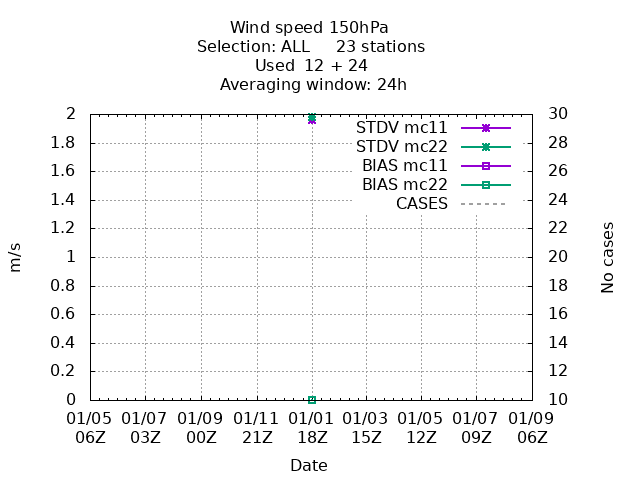 Wind speed 150hPa
Selection: ALL 23 stations
Used 12 + 24
Averaging window: 24h
2 30
STDV mc11
1.8 28
STDV mc22
1.6 BIAS mc11 26
BIAS mc22
1.4 24
CASES
1.2 22
1 20
0.8 18
0.6 16
0.4 14
0.2 12
0 10
m/s
No cases
01/05 01/07 01/09 01/11 01/01 01/03 01/05 01/07 01/09
06Z 03Z 00Z 21Z 18Z 15Z 12Z 09Z 06Z
Date